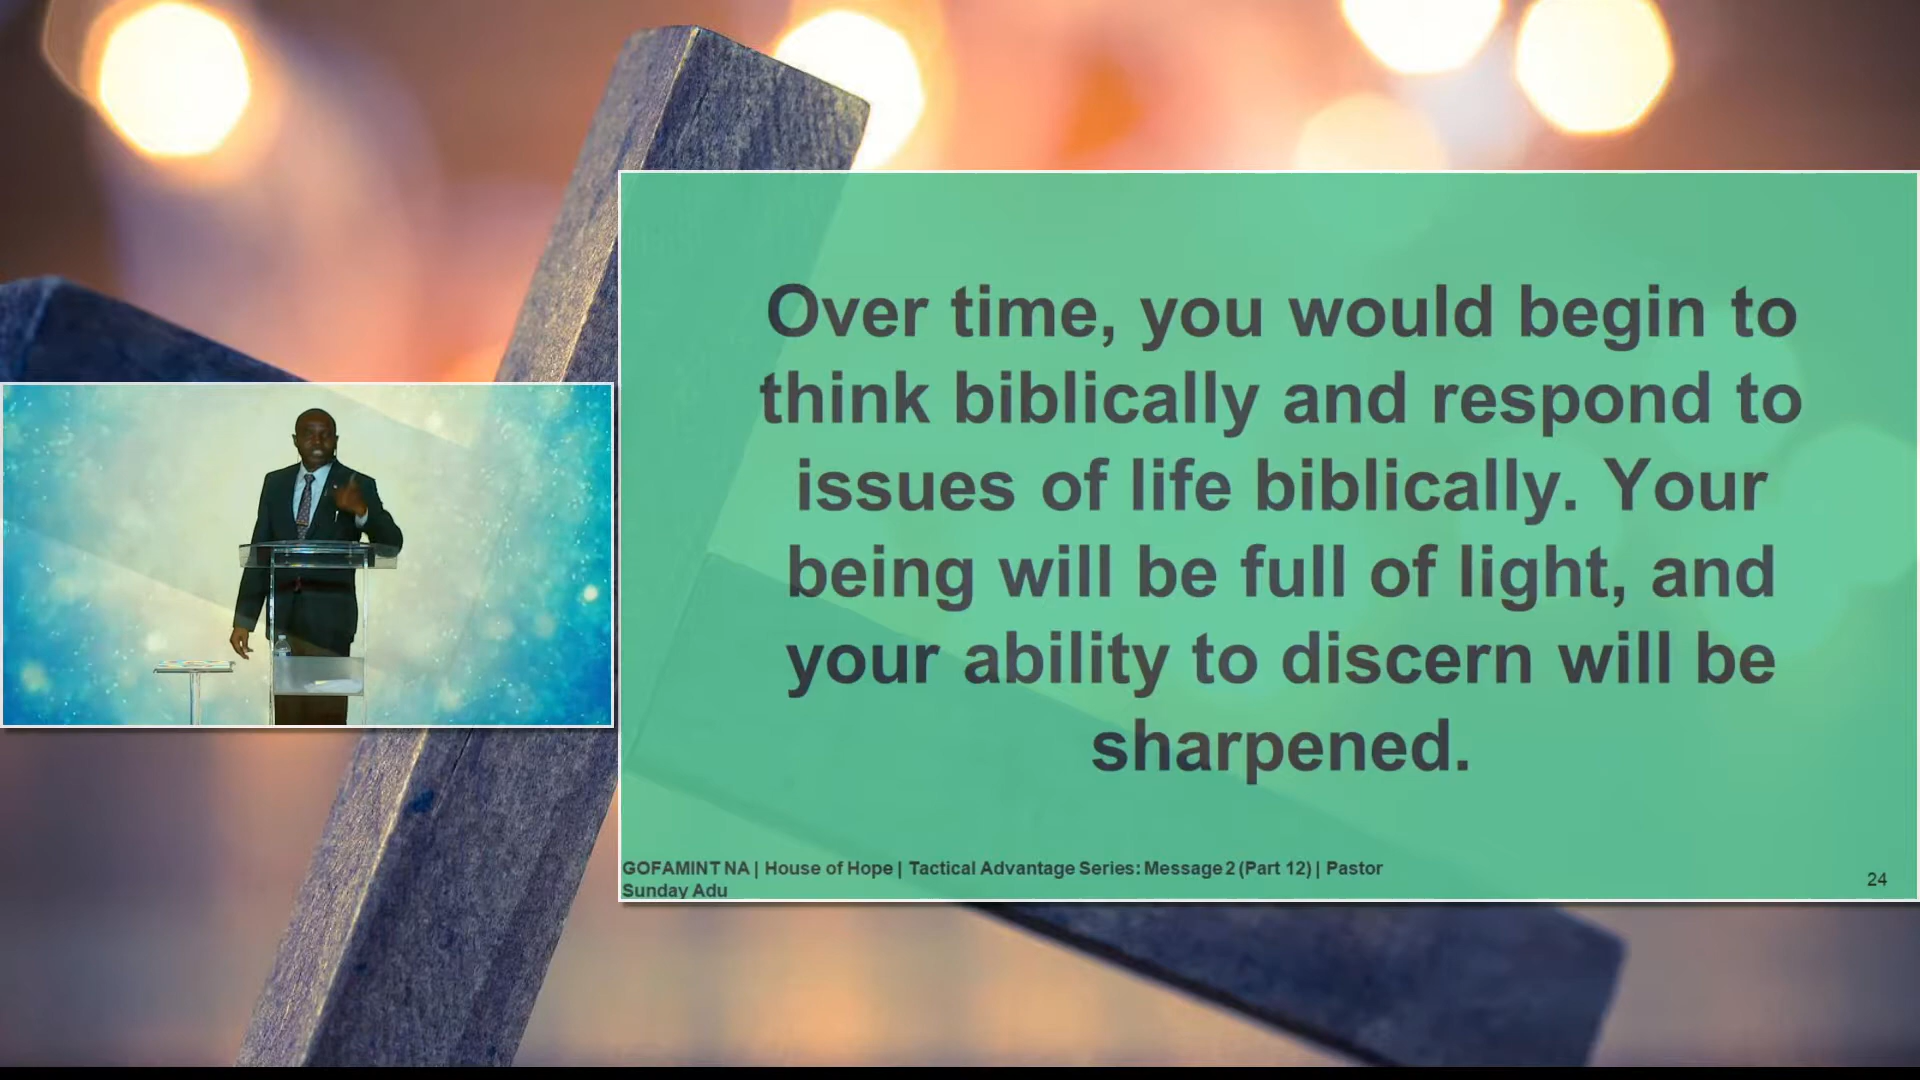 Over time, you would begin to
think biblically and respond to
issues of life biblically. Your
being will be full of light, and
your ability to discern will be
sharpened.
GOFAMINT NA | House of Hope | Tactical Advantage Series: Message 2 (Part 12) | Pastor
Sunday Adu
24